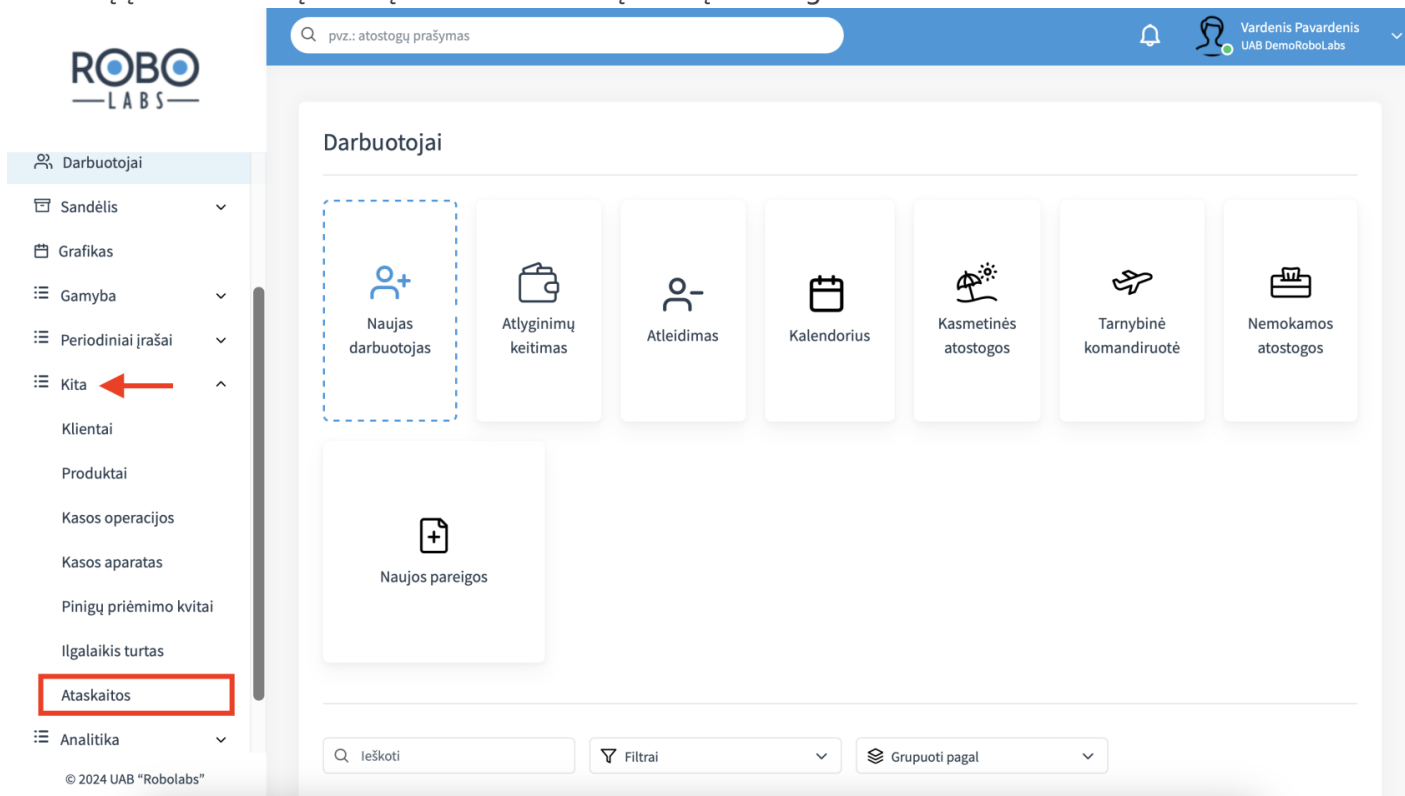 pvz.: atostogų prašymas
Vardenis Pavardenis
UAB DemoRoboLabs
ROBO
LABS
Darbuotojai
Sandėlis
Grafikas
Gamyba
Periodiniai įrašai
Kita
Klientai
Produktai
Kasos operacijos
Kasos aparatas
Pinigų priėmimo kvitai
Ilgalaikis turtas
Ataskaitos
Analitika
© 2024 UAB “Robolabs”
Darbuotojai
Naujas
darbuotojas
Atlyginimų
keitimas
Atleidimas
Kalendorius
Kasmetinės
atostogos
Tarnybinė
komandiruotė
Nemokamos
atostogos
Naujos pareigos
Ieškoti
Filtrai
Grupuoti pagal